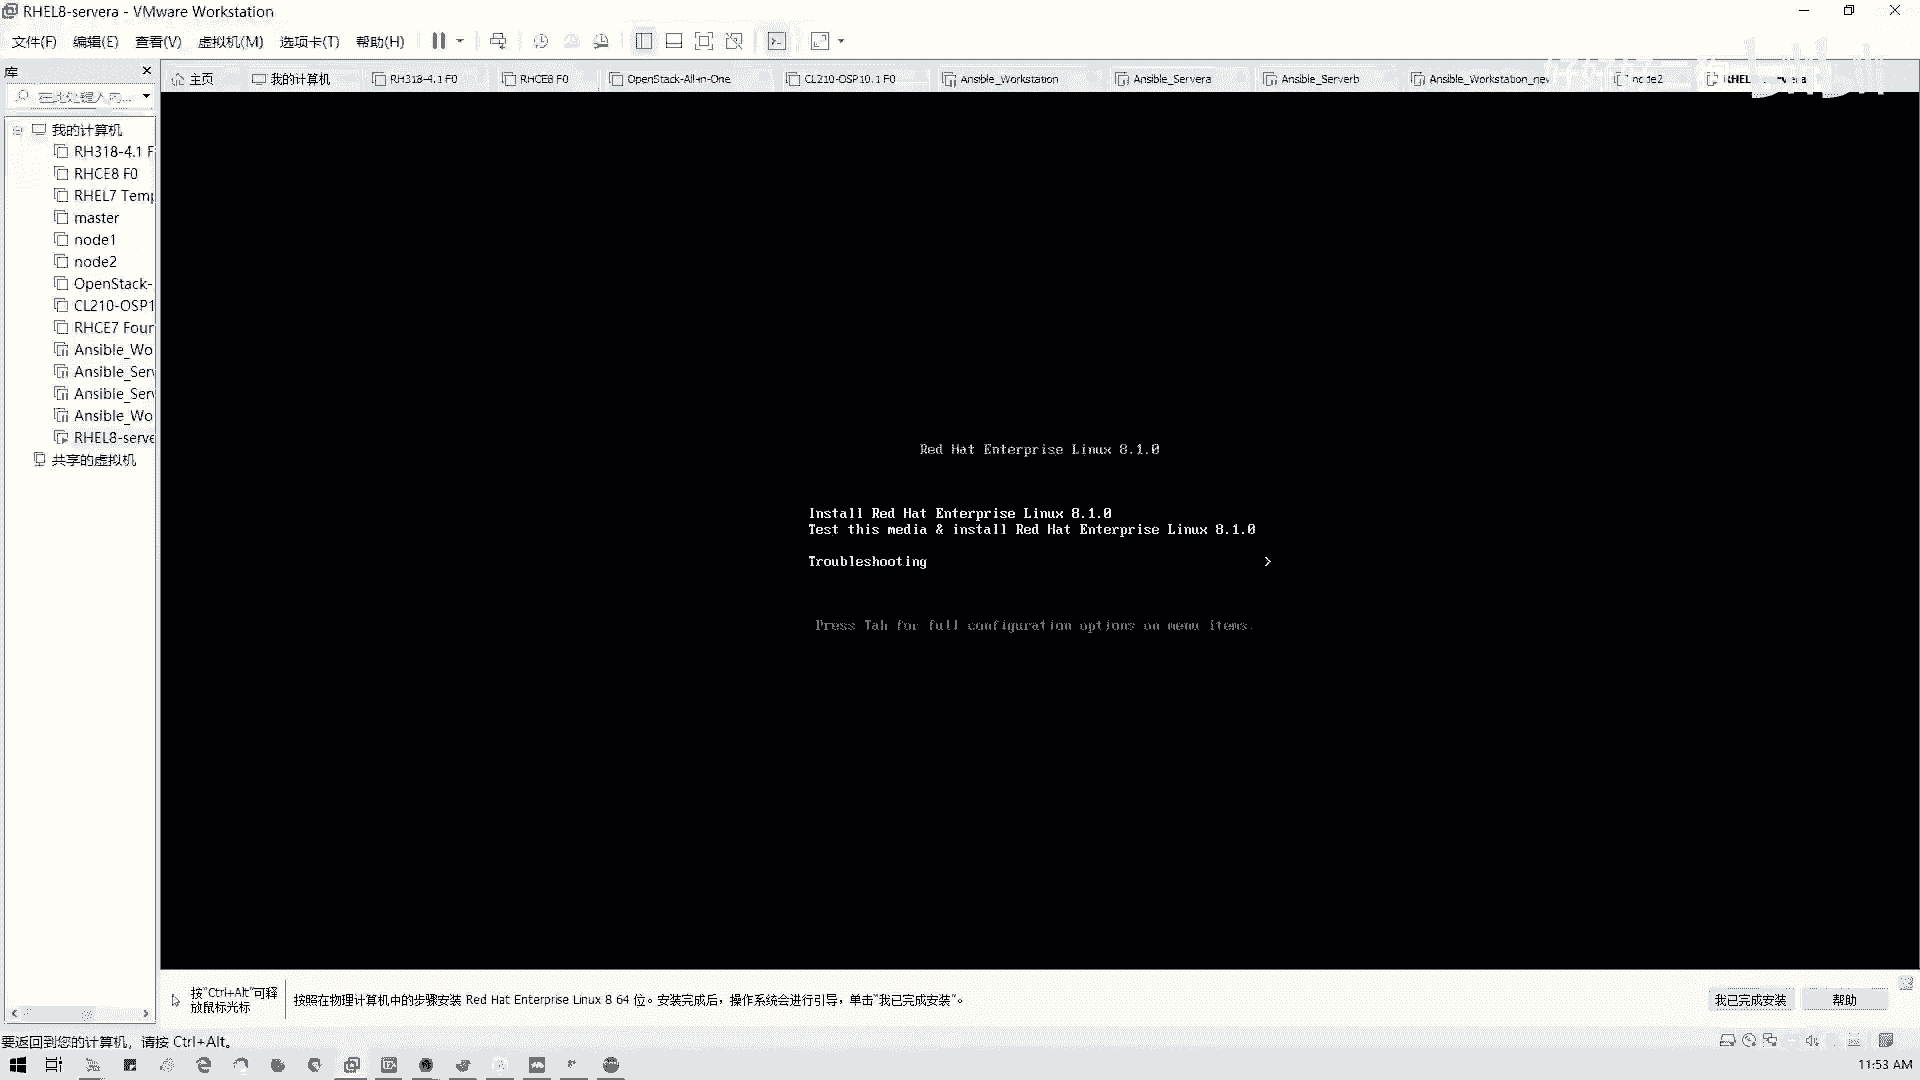 RHEL8-servera - VMware Workstation
文件(F) 编辑(E) 查看(V) 虚拟机(M) 选项卡(T) 帮助(H)
库
在此处键入内...
主页 我的计算机 RH318-4.1 F0 RHCE8 F0 OpenStack-All-in-One CL210-OSP10.1 F0 Ansible_Workstation Ansible_Servera Ansible_Serverb Ansible_Workstation_nev node2
我的计算机
RH318-4.1 F
RHCE8 F0
RHEL7 Temp
master
node1
node2
OpenStack-
CL210-OSP1
RHCE7 Four
Ansible_Wo
Ansible_Serv
Ansible_Serv
Ansible_Wo
RHEL8-serve
共享的虚拟机
Red Hat Enterprise Linux 8.1.0
Install Red Hat Enterprise Linux 8.1.0
Test this media & install Red Hat Enterprise Linux 8.1.0
Troubleshooting >
Press Tab for full configuration options on menu items.
按"Ctrl+Alt"可释
放鼠标光标
按照在物理计算机中的步骤安装 Red Hat Enterprise Linux 8 64 位。安装完成后，操作系统会进行引导，单击"我已完成安装"。
我已完成安装 帮助
要返回到您的计算机，请按 Ctrl+Alt。
11:53 AM